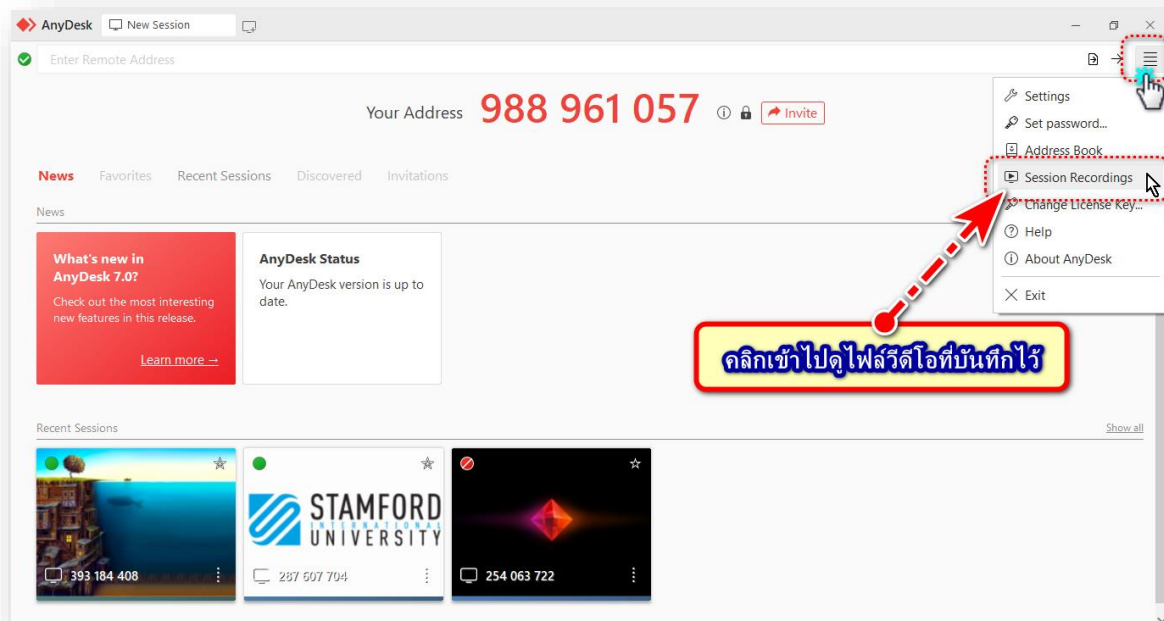 AnyDesk
New Session
Enter Remote Address
Your Address 988 961 057 Invite
Settings
Set password...
Address Book
Session Recordings
Change License Key...
Help
About AnyDesk
Exit
News Favorites Recent Sessions Discovered Invitations
News
What's new in
AnyDesk 7.0?
Check out the most interesting
new features in this release.
Learn more →
AnyDesk Status
Your AnyDesk version is up to
date.
คลิกเข้าไปดูไฟล์วีดีโอที่บันทึกไว้
Recent Sessions
Show all
393 184 408
STAMFORD
INTERNATIONAL
UNIVERSITY
287 607 704
254 063 722